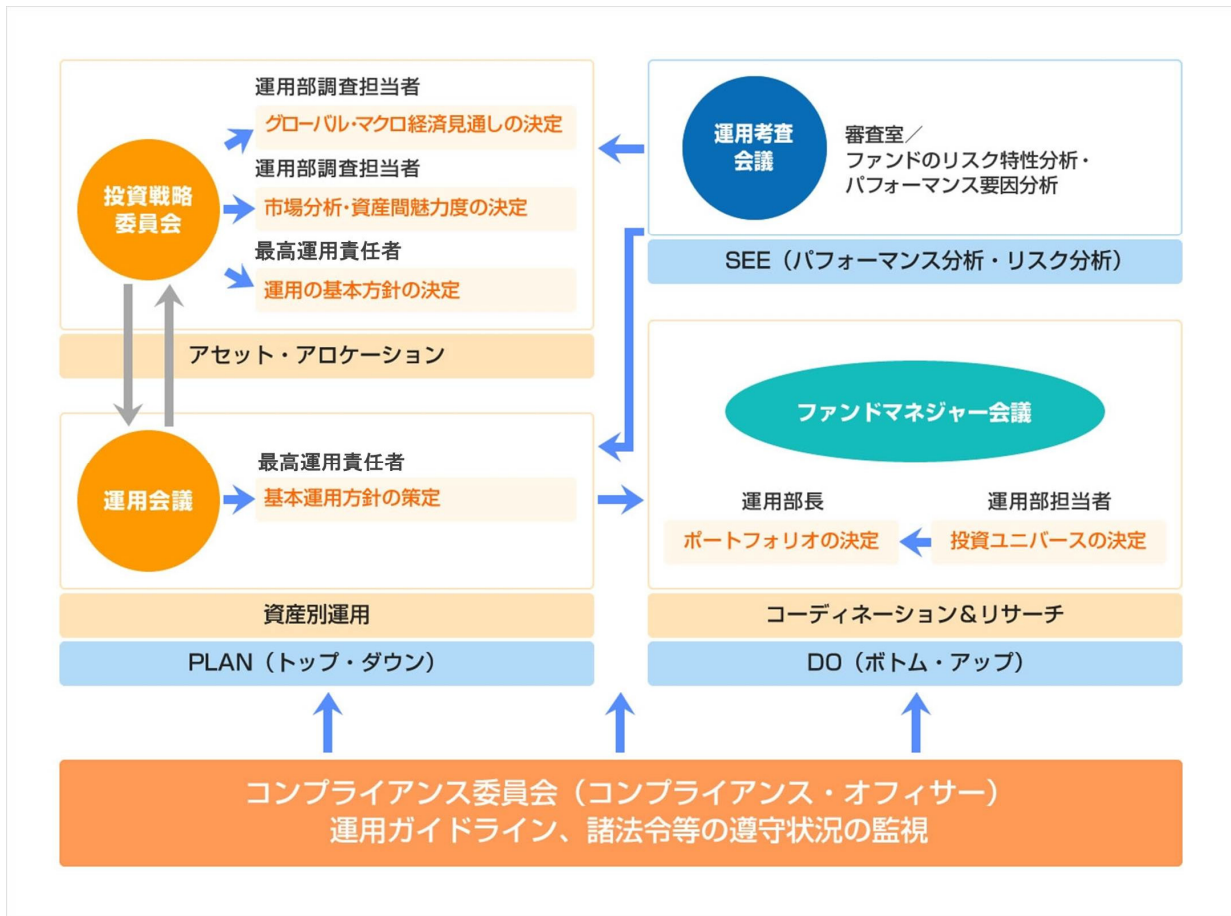 投資戦略
委員会
運用部調査担当者
グローバル・マクロ経済見通しの決定
運用部調査担当者
市場分析・資産間魅力度の決定
最高運用責任者
運用の基本方針の決定
アセット・アロケーション
運用会議
最高運用責任者
基本運用方針の策定
資産別運用
PLAN（トップ・ダウン）
運用考査
会議
審査室／
ファンドのリスク特性分析・
パフォーマンス要因分析
SEE（パフォーマンス分析・リスク分析）
ファンドマネジャー会議
運用部長
ポートフォリオの決定
運用部担当者
投資ユニバースの決定
コーディネーション＆リサーチ
DO（ボトム・アップ）
コンプライアンス委員会（コンプライアンス・オフィサー）
運用ガイドライン、諸法令等の遵守状況の監視